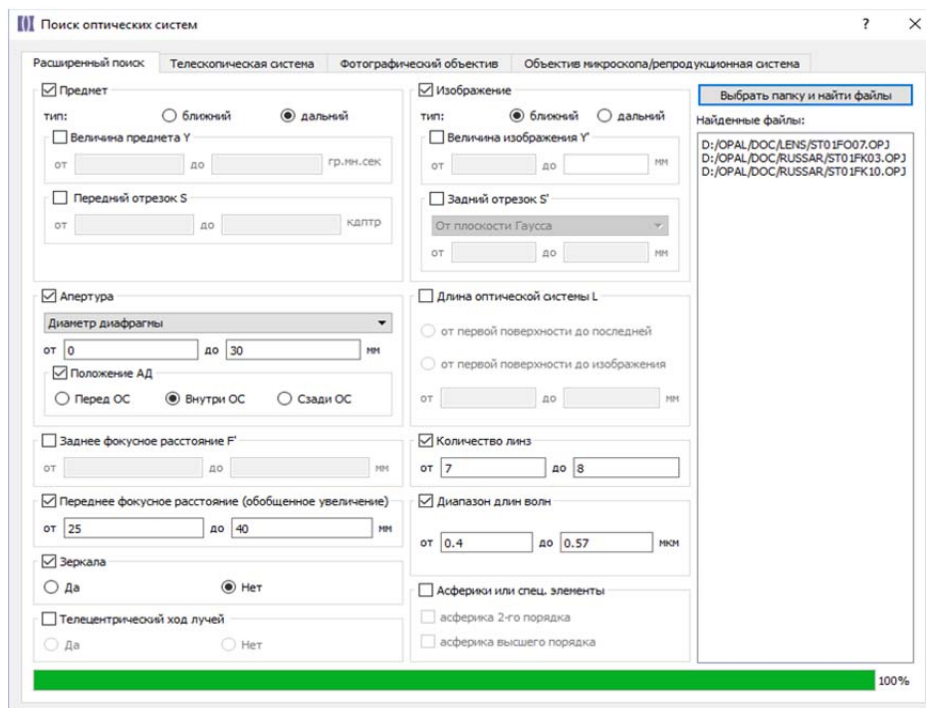 Поиск оптических систем
? ×
Расширенный поиск Телескопическая система Фотографический объектив Объектив микроскопа/репродукционная система
Предмет
тип: ближний дальний
Величина предмета Y
от до гр.мн.сек
Передний отрезок S
от до кдптр
Изображение
тип: ближний дальний
Величина изображения Y'
от до мм
Задний отрезок S'
От плоскости Гаусса
от до мм
Апертура
Диаметр диафрагмы
от 0 до 30 мм
Положение АД
Перед ОС Внутри ОС Сзади ОС
Длина оптической системы L
от первой поверхности до последней
от первой поверхности до изображения
от до мм
Заднее фокусное расстояние F'
от до мм
Количество линз
от 7 до 8
Переднее фокусное расстояние (обобщенное увеличение)
от 25 до 40 мм
Диапазон длин волн
от 0.4 до 0.57 мкм
Зеркала
Да Нет
Телецентрический ход лучей
Да Нет
Асферики или спец. элементы
асферика 2-го порядка
асферика высшего порядка
Выбрать папку и найти файлы
Найденные файлы:
D:/OPAL/DOC/LENS/ST01FO07.OPJ
D:/OPAL/DOC/RUSSAR/ST01FK03.OPJ
D:/OPAL/DOC/RUSSAR/ST01FK10.OPJ
100%